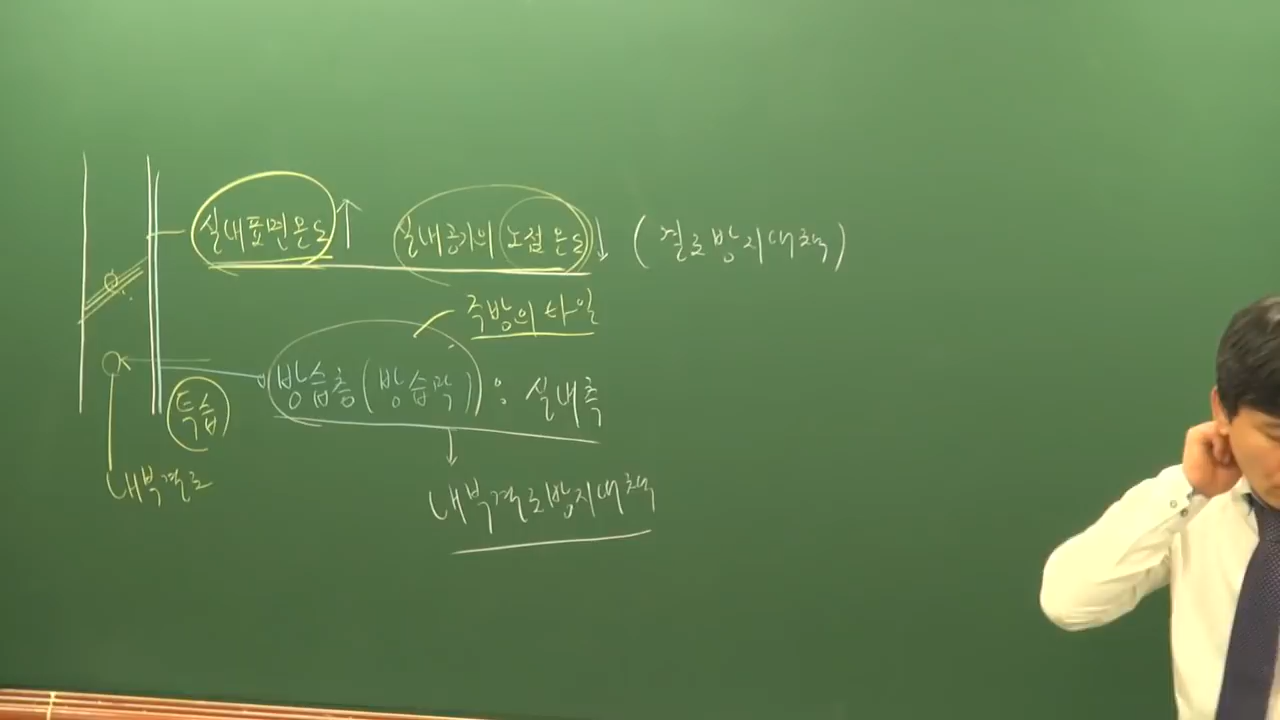 실내표면온도↑ 실내공기의 노점온도↓ (결로방지대책)
주방의 타일
방습층(방습막) : 실내측
투습
내부결로
내부결로방지대책